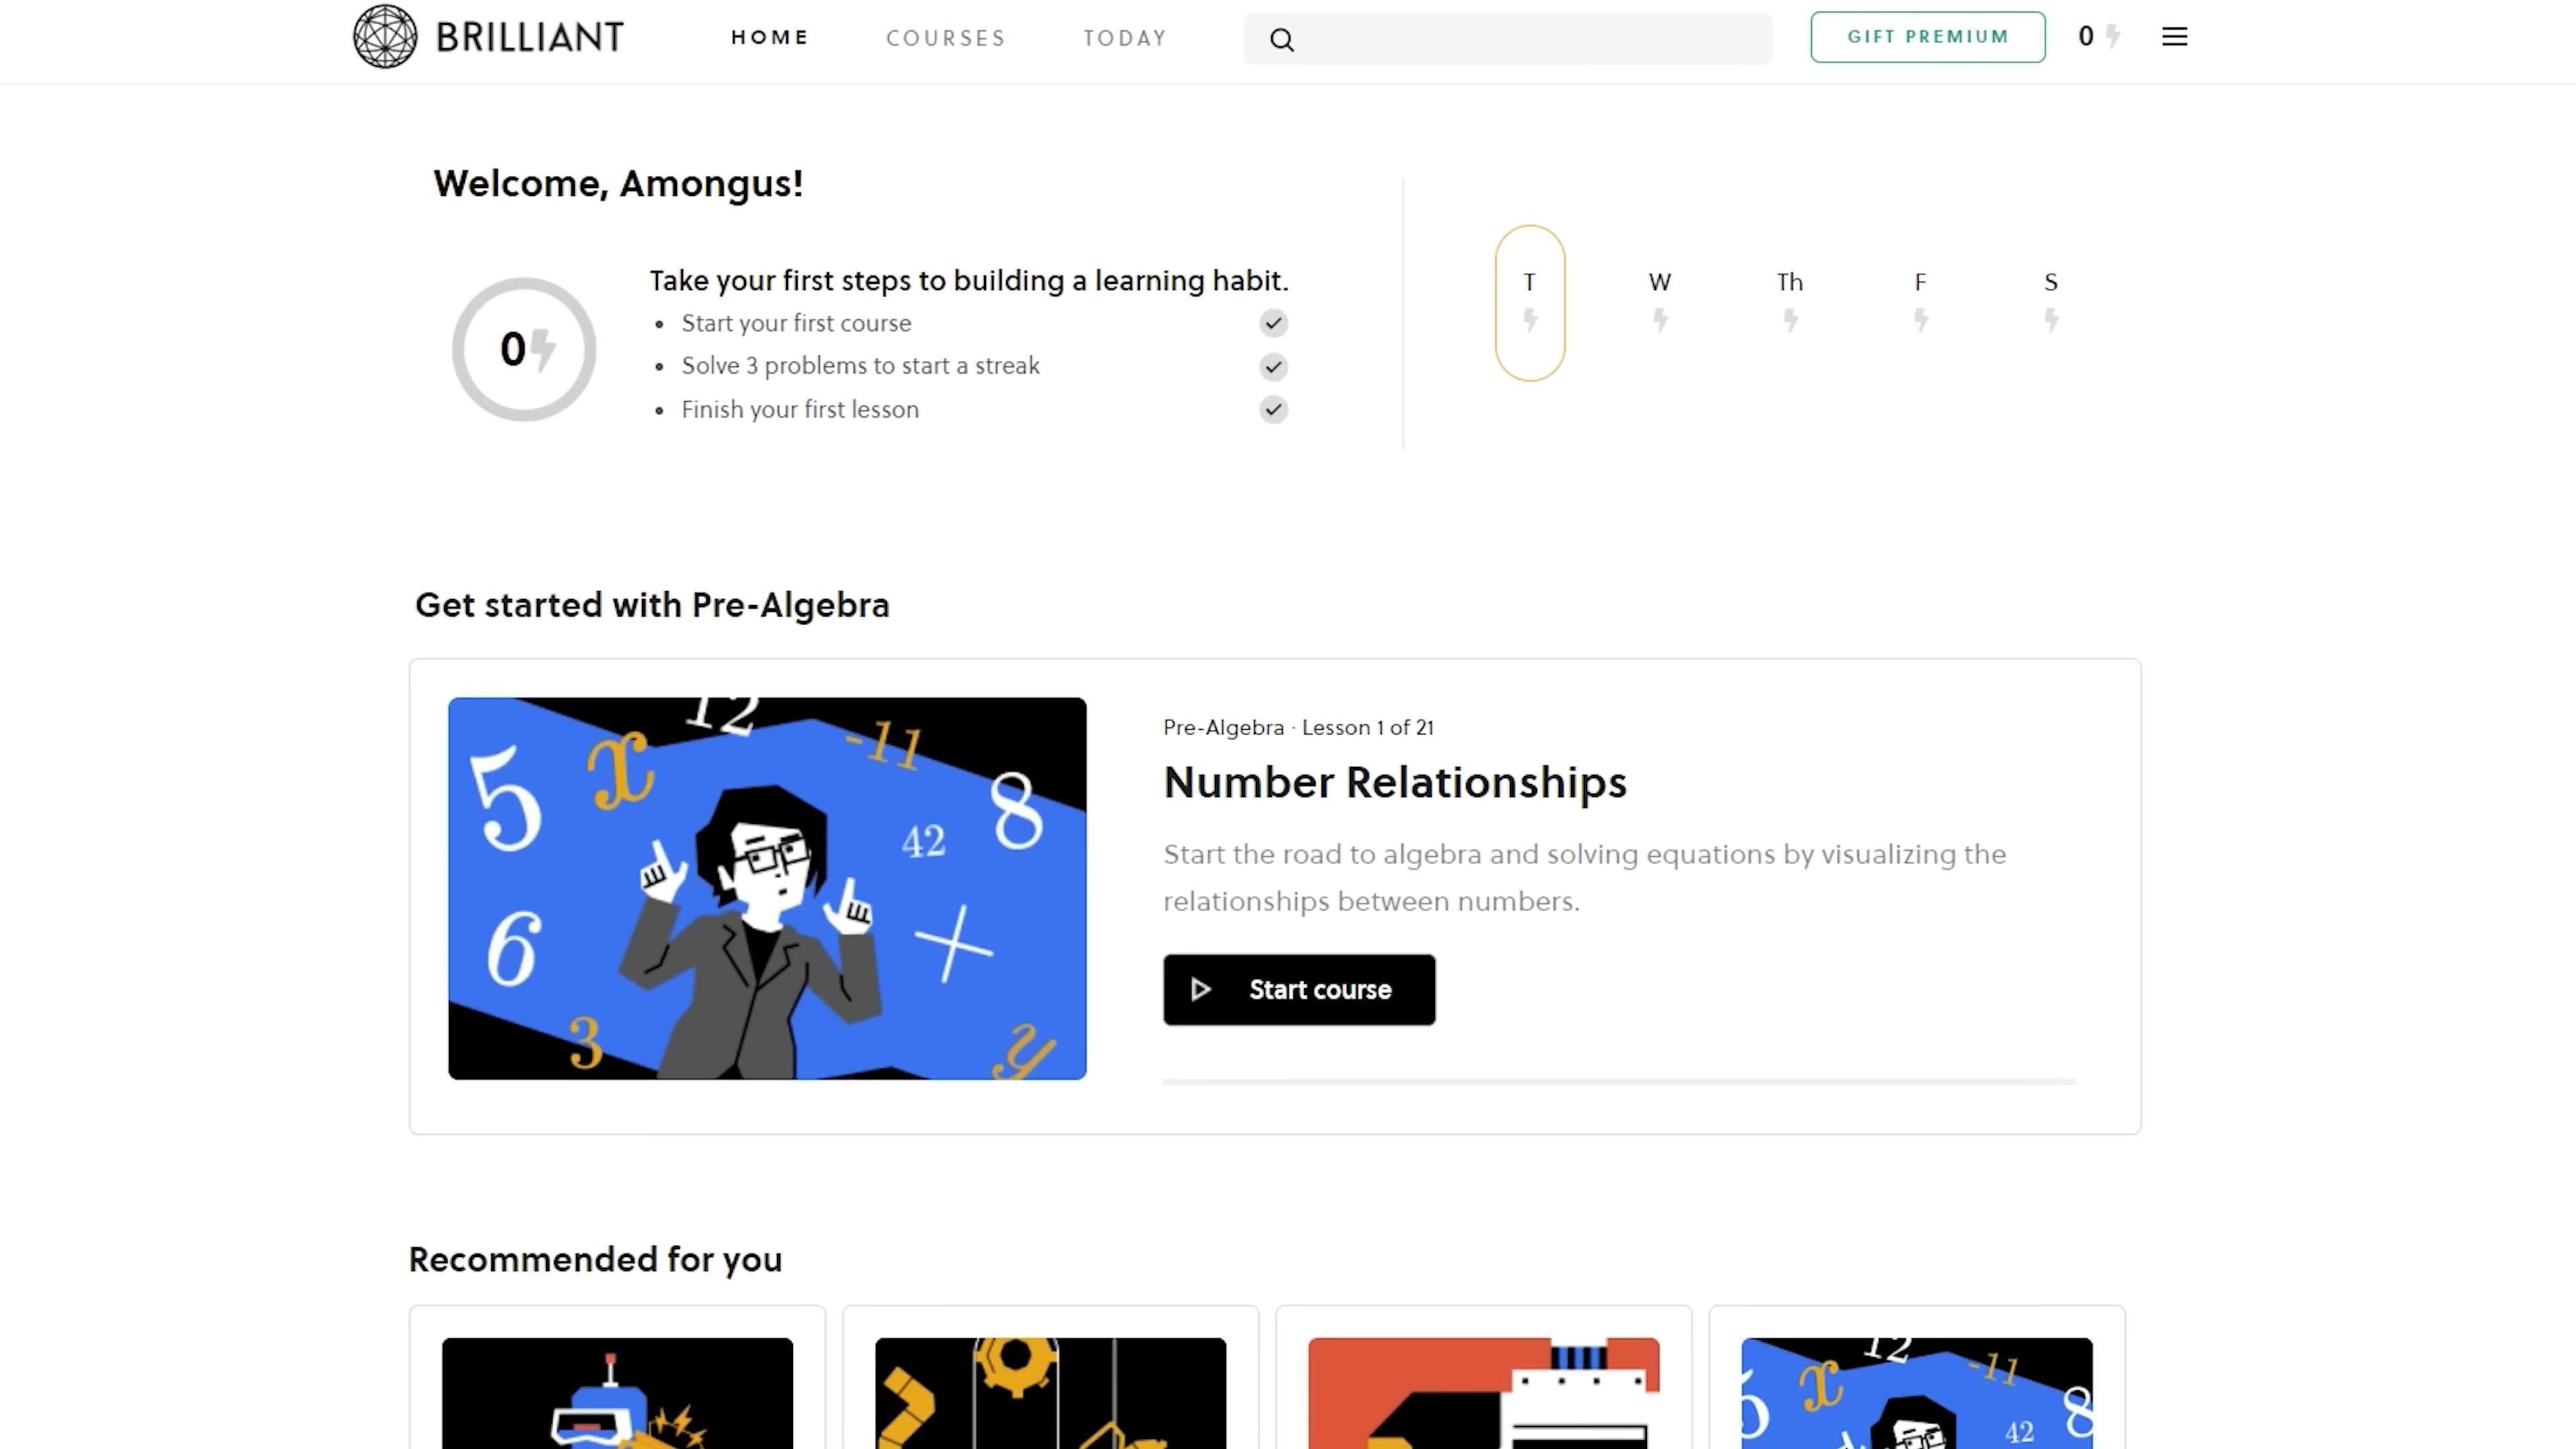 BRILLIANT
HOME
COURSES
TODAY
GIFT PREMIUM
0
Welcome, Amongus!
0
Take your first steps to building a learning habit.
Start your first course
Solve 3 problems to start a streak
Finish your first lesson
T
W
Th
F
S
Get started with Pre-Algebra
12
-11
5
x
8
42
6
3
y
Pre-Algebra · Lesson 1 of 21
Number Relationships
Start the road to algebra and solving equations by visualizing the
relationships between numbers.
Start course
Recommended for you
12
-11
5
x
8
42